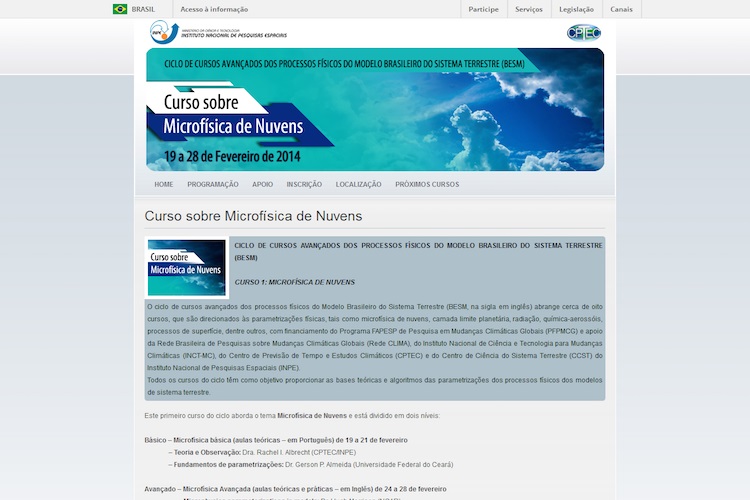 BRASIL Acesso à informação Participe Serviços Legislação Canais
INPE
MINISTÉRIO DA CIÊNCIA E TECNOLOGIA
INSTITUTO NACIONAL DE PESQUISAS ESPACIAIS
CPTEC
CICLO DE CURSOS AVANÇADOS DOS PROCESSOS FÍSICOS DO MODELO BRASILEIRO DO SISTEMA TERRESTRE (BESM)
Curso sobre
Microfísica de Nuvens
19 a 28 de Fevereiro de 2014
HOME PROGRAMAÇÃO APOIO INSCRIÇÃO LOCALIZAÇÃO PRÓXIMOS CURSOS
Curso sobre Microfísica de Nuvens
Curso sobre
Microfísica de Nuvens
CICLO DE CURSOS AVANÇADOS DOS PROCESSOS FÍSICOS DO MODELO BRASILEIRO DO SISTEMA TERRESTRE
(BESM)
CURSO 1: MICROFÍSICA DE NUVENS
O ciclo de cursos avançados dos processos físicos do Modelo Brasileiro do Sistema Terrestre (BESM, na sigla em inglês) abrange cerca de oito
cursos, que são direcionados às parametrizações físicas, tais como microfísica de nuvens, camada limite planetária, radiação, química-aerossóis,
processos de superfície, dentre outros, com financiamento do Programa FAPESP de Pesquisa em Mudanças Climáticas Globais (PFPMCG) e apoio
da Rede Brasileira de Pesquisas sobre Mudanças Climáticas Globais (Rede CLIMA), do Instituto Nacional de Ciência e Tecnologia para Mudanças
Climáticas (INCT-MC), do Centro de Previsão de Tempo e Estudos Climáticos (CPTEC) e do Centro de Ciência do Sistema Terrestre (CCST) do
Instituto Nacional de Pesquisas Espaciais (INPE).
Todos os cursos do ciclo têm como objetivo proporcionar as bases teóricas e algoritmos das parametrizações dos processos físicos dos modelos
de sistema terrestre.
Este primeiro curso do ciclo aborda o tema Microfísica de Nuvens e está dividido em dois níveis:
Básico – Microfísica básica (aulas teóricas – em Português) de 19 a 21 de fevereiro
– Teoria e Observação: Dra. Rachel I. Albrecht (CPTEC/INPE)
– Fundamentos de parametrizações: Dr. Gerson P. Almeida (Universidade Federal do Ceará)
Avançado – Microfísica Avançada (aulas teóricas e práticas – em Inglês) de 24 a 28 de fevereiro